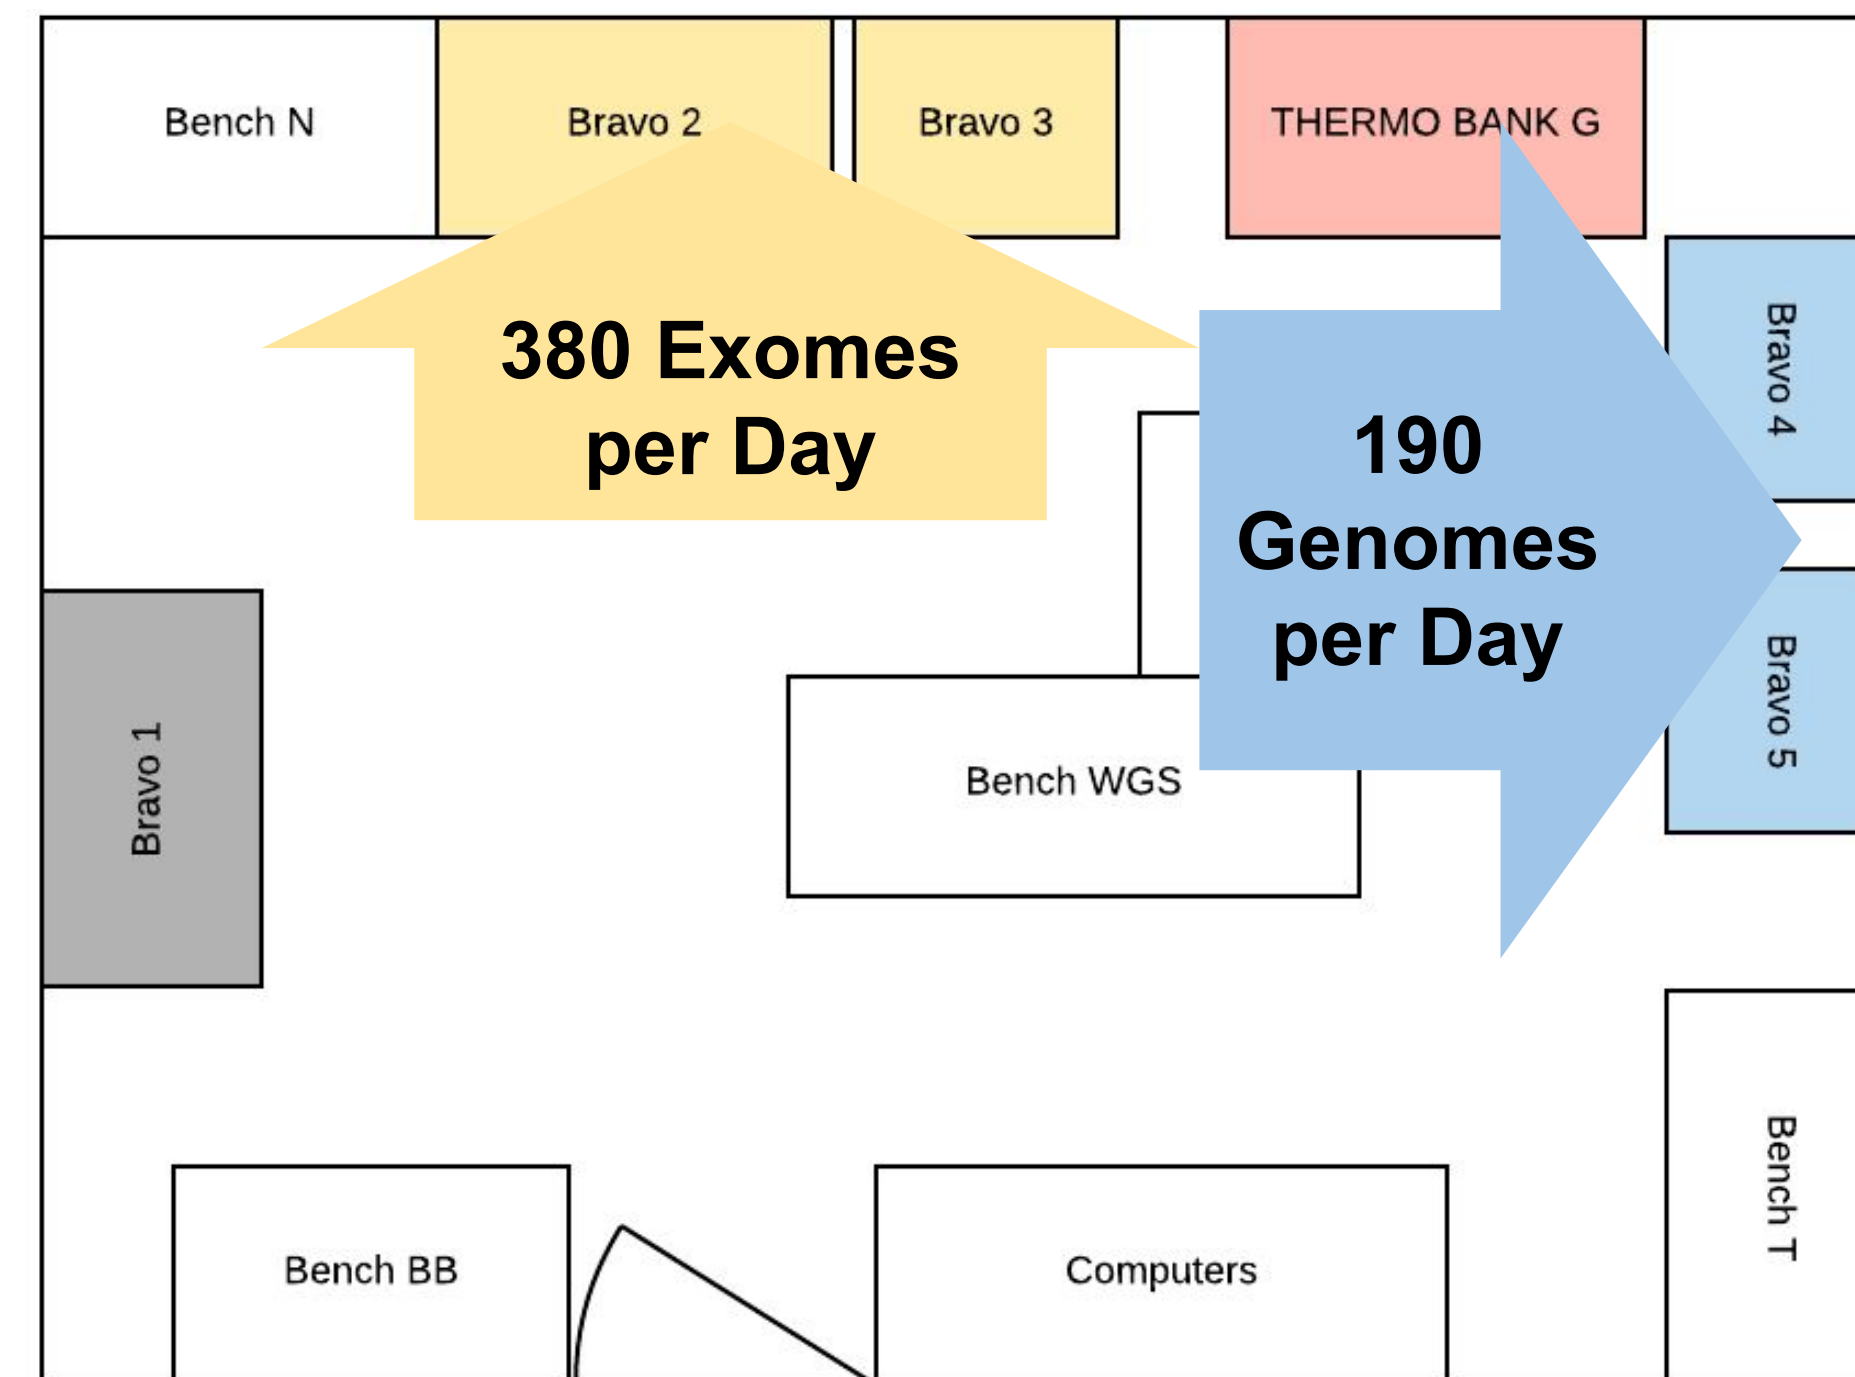 Bench N
Bravo 2
Bravo 3
THERMO BANK G
380 Exomes
per Day
Bravo 4
190
Genomes
per Day
Bravo 5
Bravo 1
Bench WGS
Bench T
Bench BB
Computers